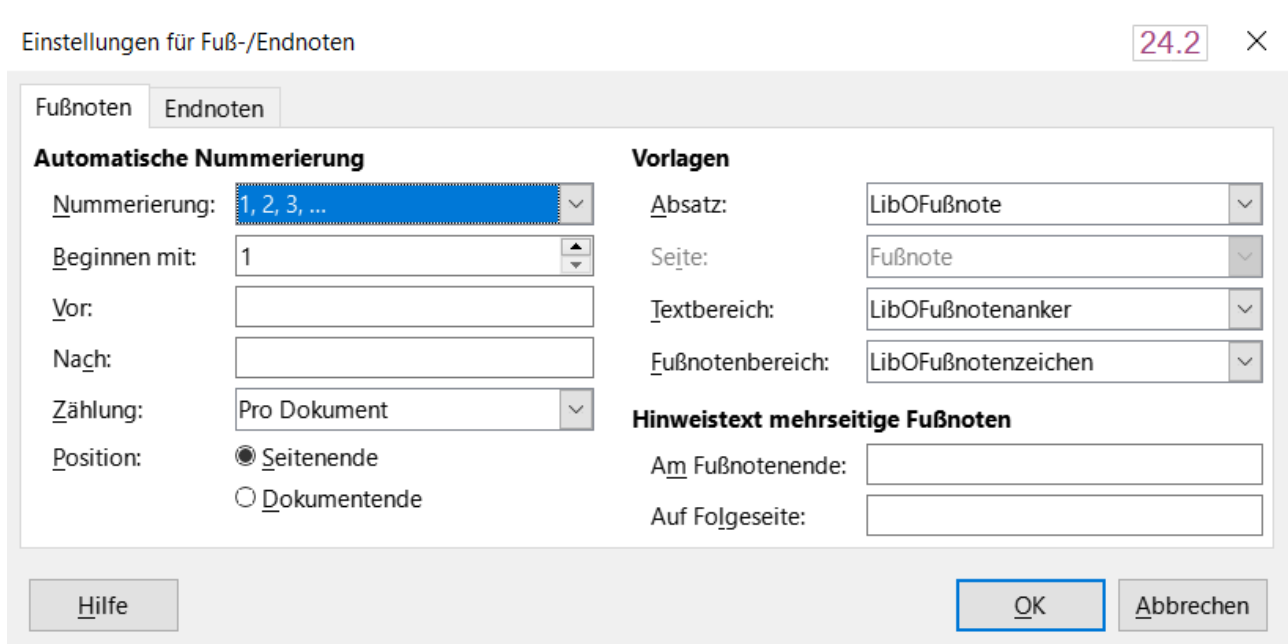 Einstellungen für Fuß-/Endnoten 24.2
Fußnoten Endnoten
Automatische Nummerierung
Nummerierung: 1, 2, 3, ...
Beginnen mit: 1
Vor:
Nach:
Zählung: Pro Dokument
Position: Seitenende
Dokumentende
Vorlagen
Absatz: LibOFußnote
Seite: Fußnote
Textbereich: LibOFußnotenanker
Fußnotenbereich: LibOFußnotenzeichen
Hinweistext mehrseitige Fußnoten
Am Fußnotenende:
Auf Folgeseite:
Hilfe OK Abbrechen